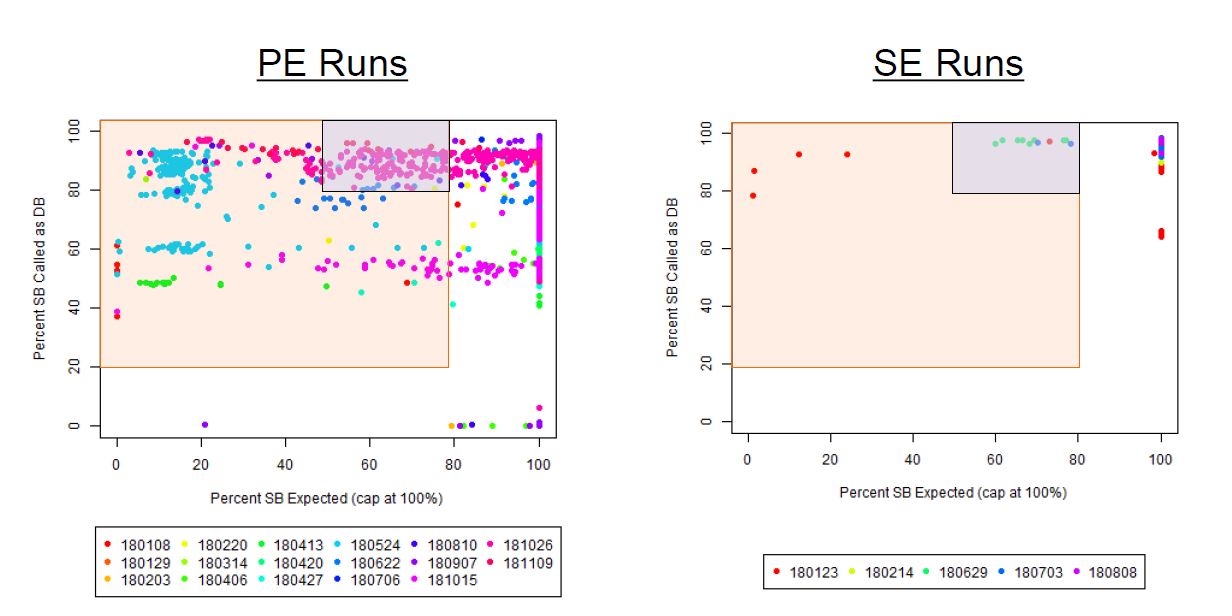 PE Runs
SE Runs
Percent SB Called as DB
100
80
60
40
20
0
0 20 40 60 80 100
Percent SB Expected (cap at 100%)
180108 180220 180413 180524 180810 181026
180129 180314 180420 180622 180907 181109
180203 180406 180427 180706 181015
Percent SB Called as DB
100
80
60
40
20
0
0 20 40 60 80 100
Percent SB Expected (cap at 100%)
180123 180214 180629 180703 180808